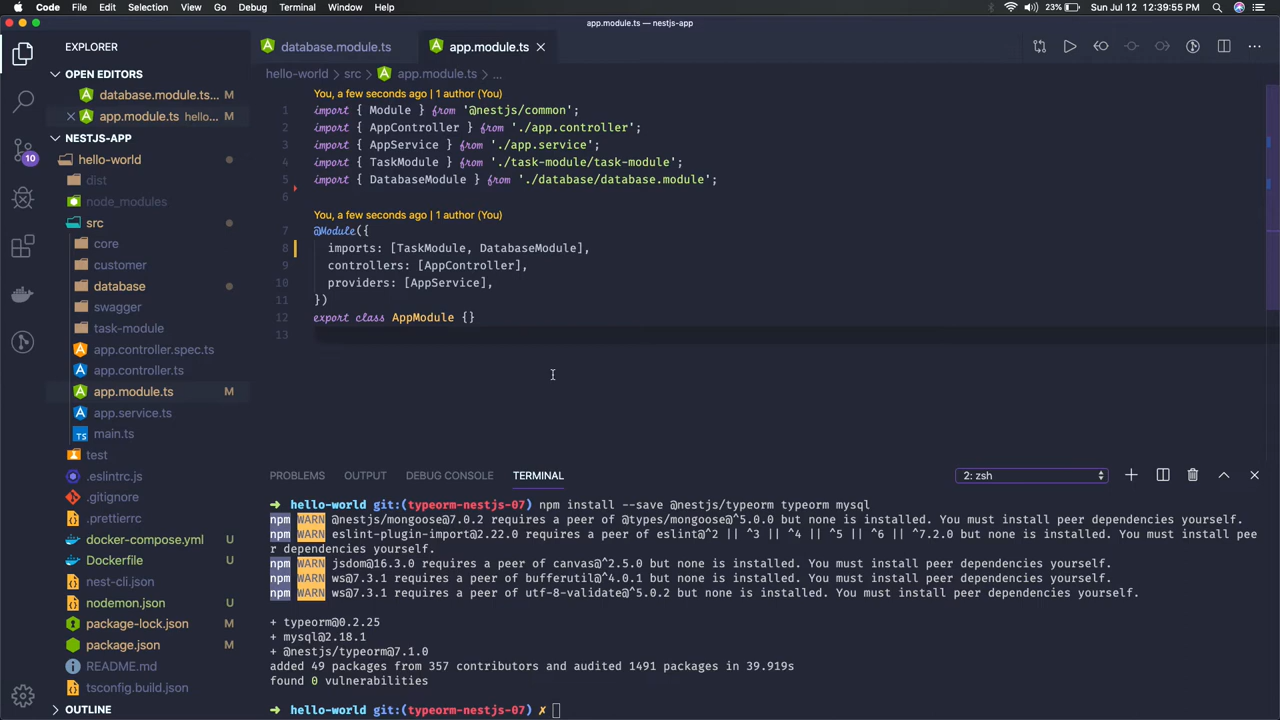 Code File Edit Selection View Go Debug Terminal Window Help 23% Sun Jul 12 12:39:55 PM
app.module.ts — nestjs-app
EXPLORER
database.module.ts
app.module.ts
OPEN EDITORS
database.module.ts... M
app.module.ts hello... M
NESTJS-APP
hello-world
dist
node_modules
src
core
customer
database
swagger
task-module
app.controller.spec.ts
app.controller.ts
app.module.ts M
app.service.ts
main.ts
test
.eslintrc.js
.gitignore
.prettierrc
docker-compose.yml U
Dockerfile U
nest-cli.json
nodemon.json U
package-lock.json M
package.json M
README.md
tsconfig.build.json
OUTLINE
10
hello-world › src › app.module.ts › ...
You, a few seconds ago | 1 author (You)
1 import { Module } from '@nestjs/common';
2 import { AppController } from './app.controller';
3 import { AppService } from './app.service';
4 import { TaskModule } from './task-module/task-module';
5 import { DatabaseModule } from './database/database.module';
6
You, a few seconds ago | 1 author (You)
7 @Module({
8 imports: [TaskModule, DatabaseModule],
9 controllers: [AppController],
10 providers: [AppService],
11 })
12 export class AppModule {}
13
PROBLEMS OUTPUT DEBUG CONSOLE TERMINAL 2: zsh
➜ hello-world git:(typeorm-nestjs-07) npm install --save @nestjs/typeorm typeorm mysql
npm WARN @nestjs/mongoose@7.0.2 requires a peer of @types/mongoose@^5.0.0 but none is installed. You must install peer dependencies yourself.
npm WARN eslint-plugin-import@2.22.0 requires a peer of eslint@^2 || ^3 || ^4 || ^5 || ^6 || ^7.2.0 but none is installed. You must install pee
r dependencies yourself.
npm WARN jsdom@16.3.0 requires a peer of canvas@^2.5.0 but none is installed. You must install peer dependencies yourself.
npm WARN ws@7.3.1 requires a peer of bufferutil@^4.0.1 but none is installed. You must install peer dependencies yourself.
npm WARN ws@7.3.1 requires a peer of utf-8-validate@^5.0.2 but none is installed. You must install peer dependencies yourself.
+ typeorm@0.2.25
+ mysql@2.18.1
+ @nestjs/typeorm@7.1.0
added 49 packages from 357 contributors and audited 1491 packages in 39.919s
found 0 vulnerabilities
➜ hello-world git:(typeorm-nestjs-07) ✗